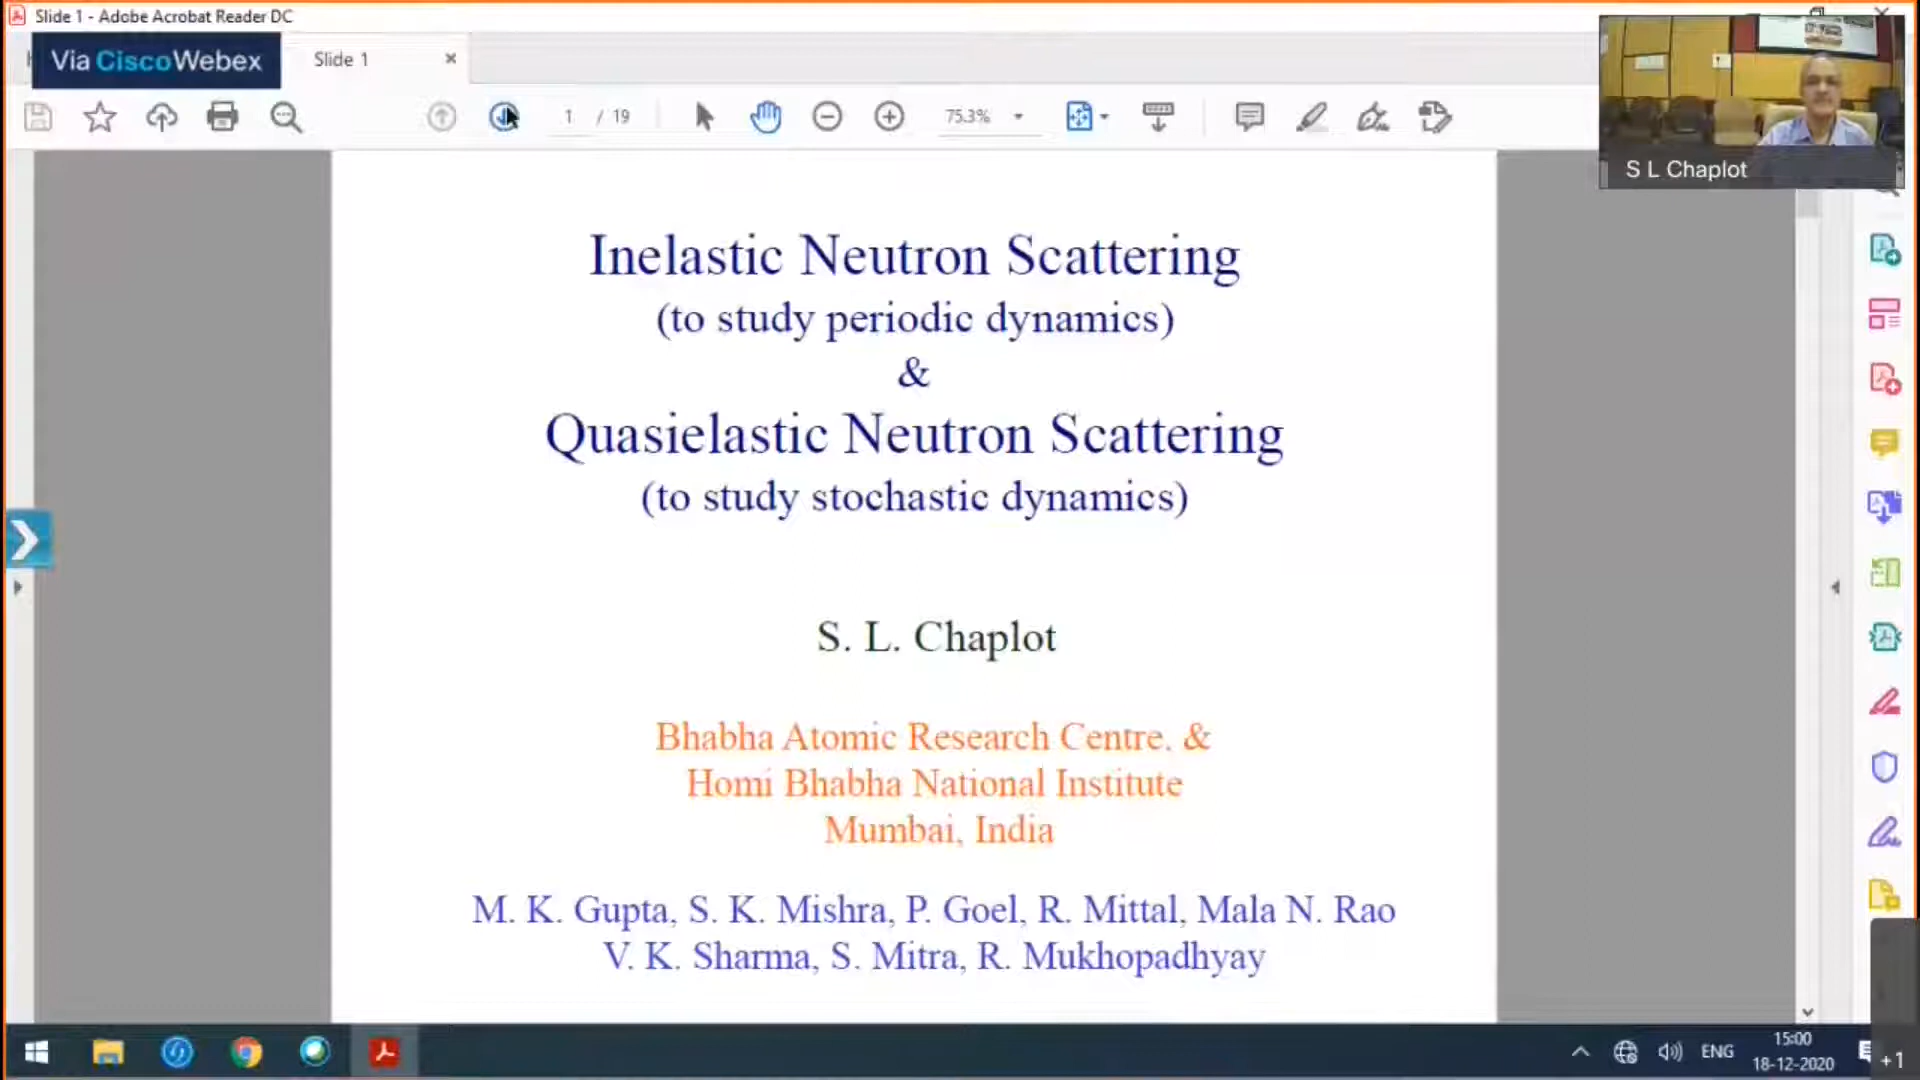 Slide 1 - Adobe Acrobat Reader DC
Via CiscoWebex
Slide 1
1 / 19
75.3%
S L Chaplot
Inelastic Neutron Scattering
(to study periodic dynamics)
&
Quasielastic Neutron Scattering
(to study stochastic dynamics)
S. L. Chaplot
Bhabha Atomic Research Centre. &
Homi Bhabha National Institute
Mumbai, India
M. K. Gupta, S. K. Mishra, P. Goel, R. Mittal, Mala N. Rao
V. K. Sharma, S. Mitra, R. Mukhopadhyay
ENG
15:00
18-12-2020
+1